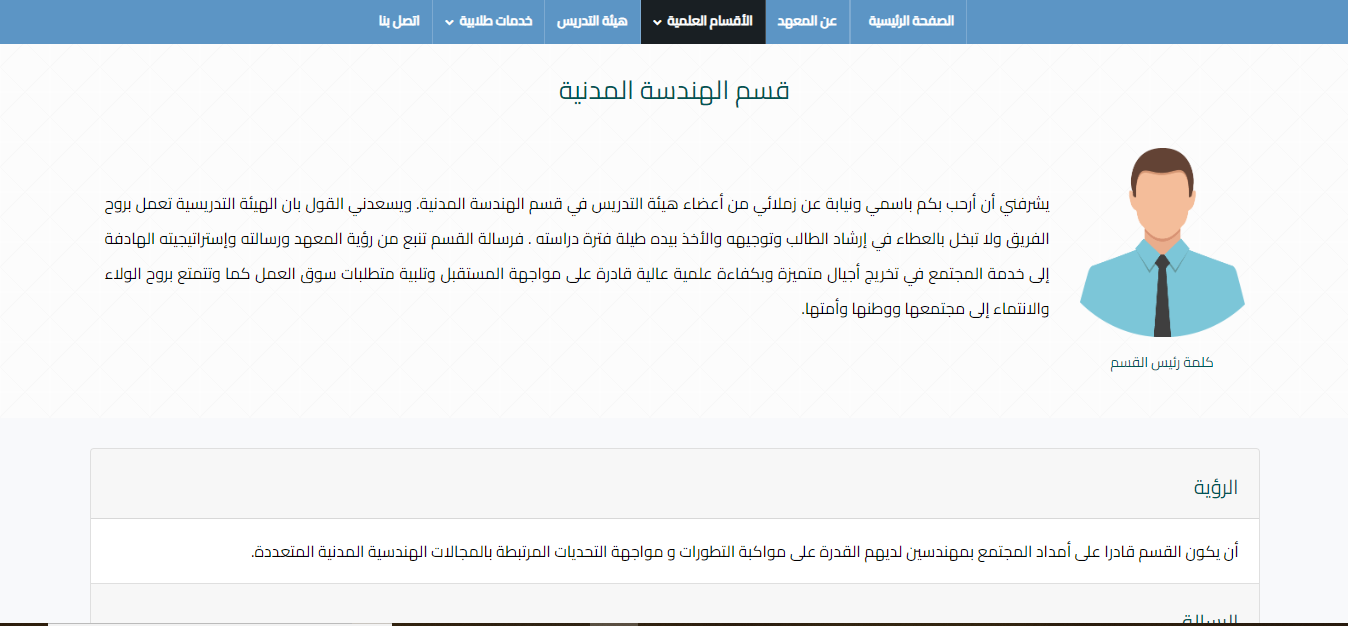 الصفحة الرئيسية
عن المعهد
الأقسام العلمية
هيئة التدريس
خدمات طلابية
اتصل بنا
قسم الهندسة المدنية
يشرفني أن أرحب بكم باسمي ونيابة عن زملائي من أعضاء هيئة التدريس في قسم الهندسة المدنية. ويسعدني القول بان الهيئة التدريسية تعمل بروح
الفريق ولا تبخل بالعطاء في إرشاد الطالب وتوجيهه والأخذ بيده طيلة فترة دراسته . فرسالة القسم تنبع من رؤية المعهد ورسالته وإستراتيجيته الهادفة
إلى خدمة المجتمع في تخريج أجيال متميزة وبكفاءة علمية عالية قادرة على مواجهة المستقبل وتلبية متطلبات سوق العمل كما وتتمتع بروح الولاء
والانتماء إلى مجتمعها ووطنها وأمتها.
كلمة رئيس القسم
الرؤية
أن يكون القسم قادرا على أمداد المجتمع بمهندسين لديهم القدرة على مواكبة التطورات و مواجهة التحديات المرتبطة بالمجالات الهندسية المدنية المتعددة.
الرسالة